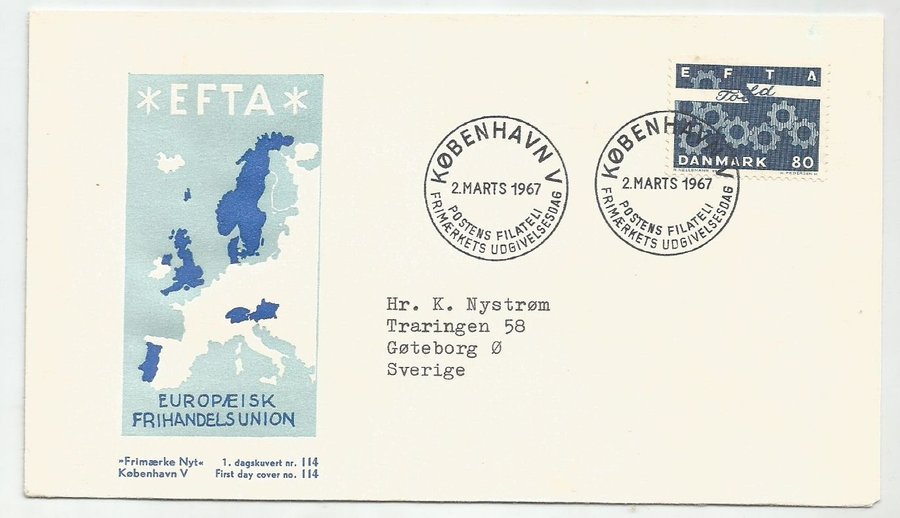 * EFTA *
EUROPÆISK
FRIHANDELSUNION
»Frimærke Nyt« 1. dagskuvert nr. 114
København V First day cover no. 114
KØBENHAVN V
2. MARTS 1967
POSTENS FILATELI
FRIMÆRKETS UDGIVELSESDAG
KØBENHAVN V
2. MARTS 1967
POSTENS FILATELI
FRIMÆRKETS UDGIVELSESDAG
EFTA
Told
DANMARK 80
Hr. K. Nystrøm
Traringen 58
Gøteborg Ø
Sverige